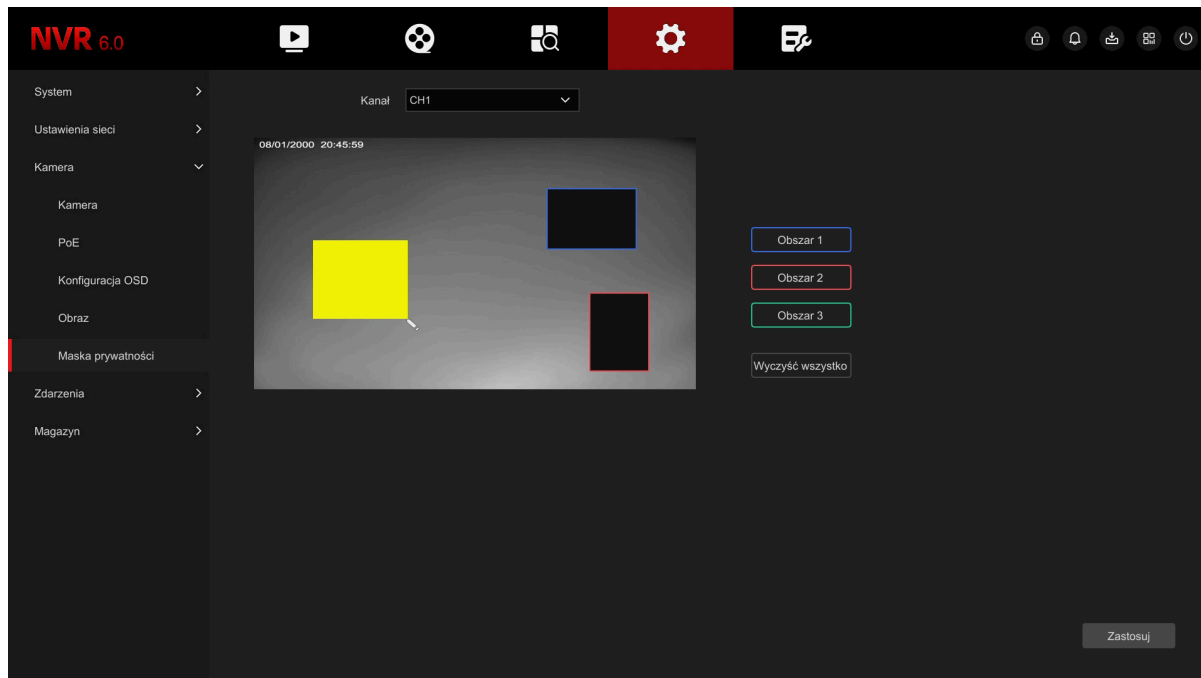 NVR 6.0
System
Ustawienia sieci
Kamera
Kamera
PoE
Konfiguracja OSD
Obraz
Maska prywatności
Zdarzenia
Magazyn
Kanał CH1
08/01/2000 20:45:59
Obszar 1
Obszar 2
Obszar 3
Wyczyść wszystko
Zastosuj